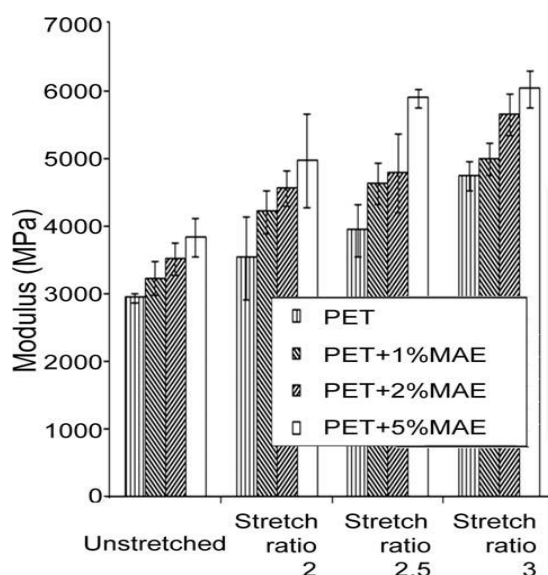 7000
6000
5000
4000
3000
2000
1000
0
Modulus (MPa)
PET
PET+1%MAE
PET+2%MAE
PET+5%MAE
Unstretched
Stretch
ratio
2
Stretch
ratio
2.5
Stretch
ratio
3